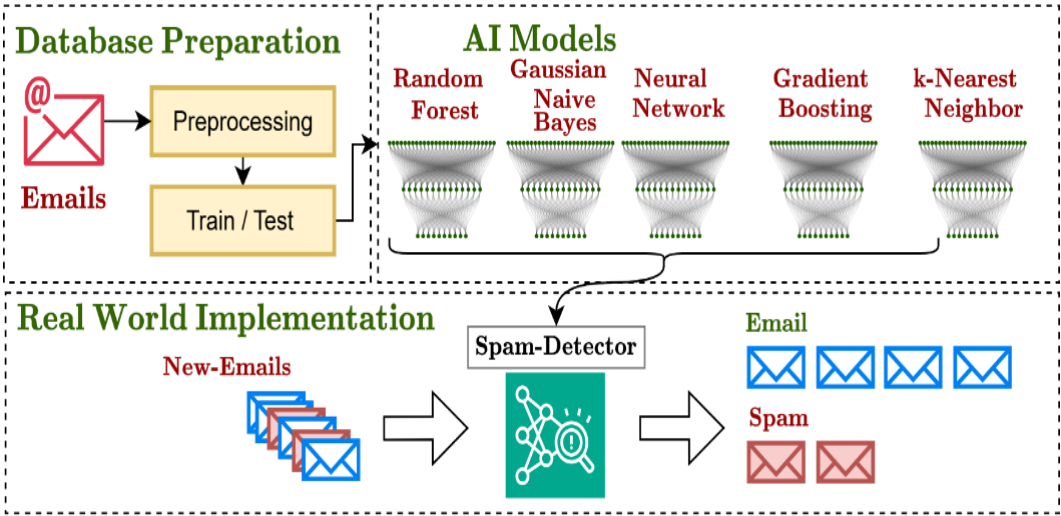 Database Preparation
@
Emails
Preprocessing
Train / Test
AI Models
Random
Forest
Gaussian
Naive
Bayes
Neural
Network
Gradient
Boosting
k-Nearest
Neighbor
Real World Implementation
New-Emails
Spam-Detector
!
Email
Spam